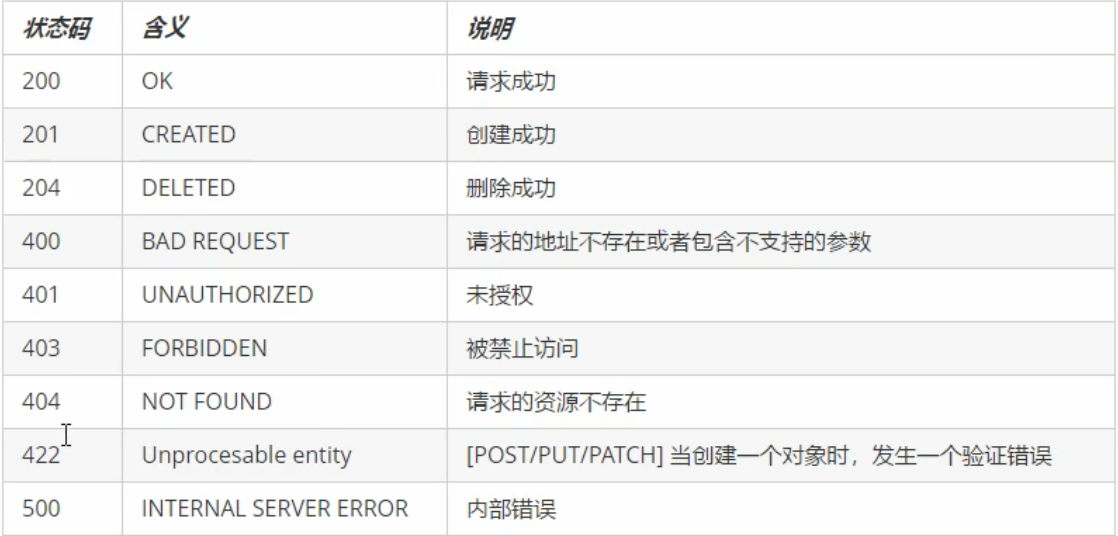 状态码 含义 说明
200 OK 请求成功
201 CREATED 创建成功
204 DELETED 删除成功
400 BAD REQUEST 请求的地址不存在或者包含不支持的参数
401 UNAUTHORIZED 未授权
403 FORBIDDEN 被禁止访问
404 NOT FOUND 请求的资源不存在
422 Unprocesable entity [POST/PUT/PATCH] 当创建一个对象时，发生一个验证错误
500 INTERNAL SERVER ERROR 内部错误